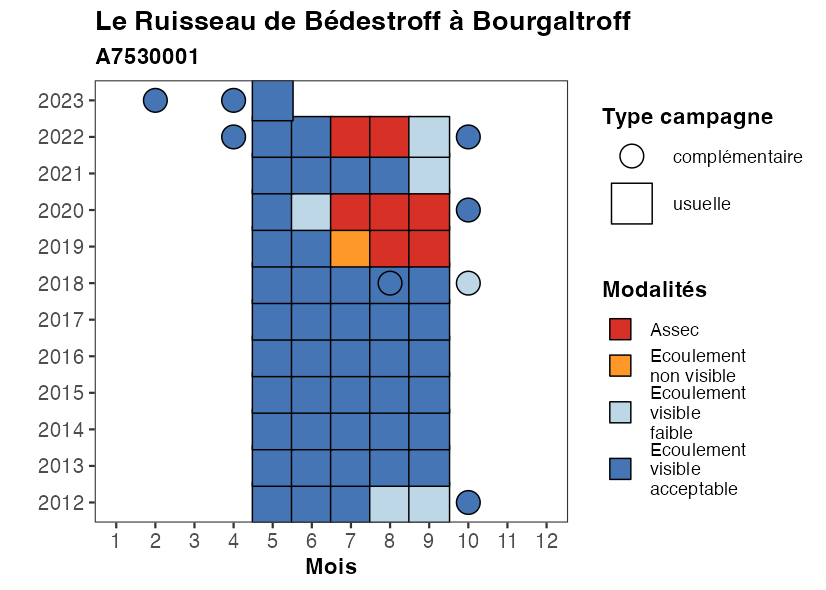 Le Ruisseau de Bédestroff à Bourgaltroff
A7530001
2023
2022
2021
2020
2019
2018
2017
2016
2015
2014
2013
2012
1 2 3 4 5 6 7 8 9 10 11 12
Mois
Type campagne
complémentaire
usuelle
Modalités
Assec
Ecoulement
non visible
Ecoulement
visible
faible
Ecoulement
visible
acceptable